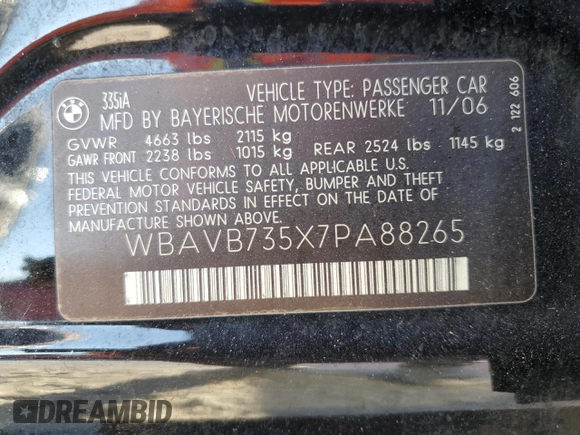 335iA
VEHICLE TYPE: PASSENGER CAR
MFD BY BAYERISCHE MOTORENWERKE 11/06
GVWR 4663 lbs 2115 kg
GAWR FRONT 2238 lbs 1015 kg REAR 2524 lbs 1145 kg
THIS VEHICLE CONFORMS TO ALL APPLICABLE U.S.
FEDERAL MOTOR VEHICLE SAFETY, BUMPER AND THEFT
PREVENTION STANDARDS IN EFFECT ON THE DATE OF
MANUFACTURE SHOWN ABOVE.
WBAVB735X7PA88265
2 122 606
BMW
DREAMBID